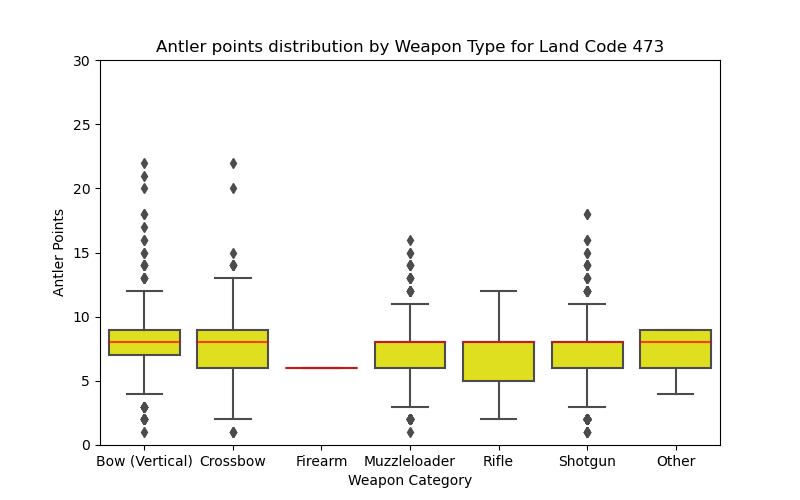 Antler points distribution by Weapon Type for Land Code 473
30
25
20
15
10
5
0
Antler Points
Bow (Vertical) Crossbow Firearm Muzzleloader Rifle Shotgun Other
Weapon Category